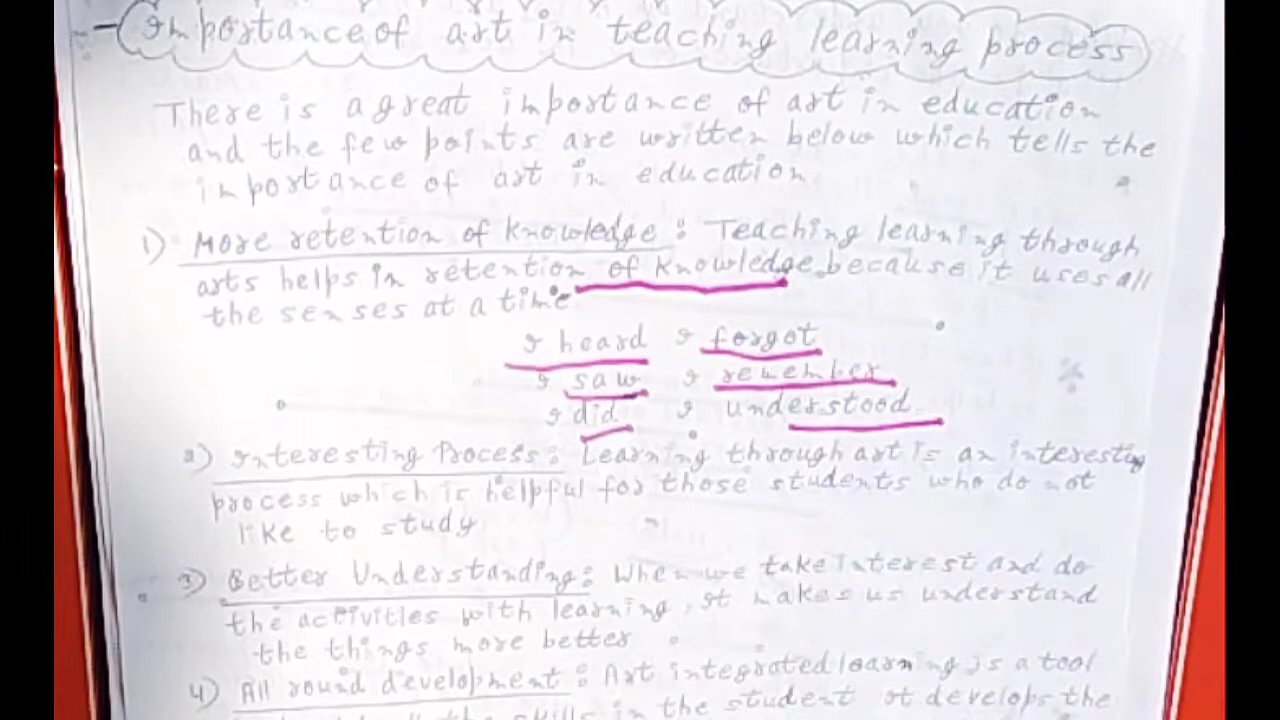 - Importance of art in teaching learning process
There is a great importance of art in education
and the few points are written below which tells the
importance of art in education
1) More retention of knowledge : Teaching learning through
arts helps in retention of knowledge because it uses all
the senses at a time
I heard I forgot
I saw I remember
I did I understood
2) Interesting Process : Learning through art is an interesting
process which is helpful for those students who do not
like to study
3) Better Understanding : When we take interest and do
the activities with learning, It makes us understand
the things more better
4) All round development : Art integrated learning is a tool
the skills in the student It develops the